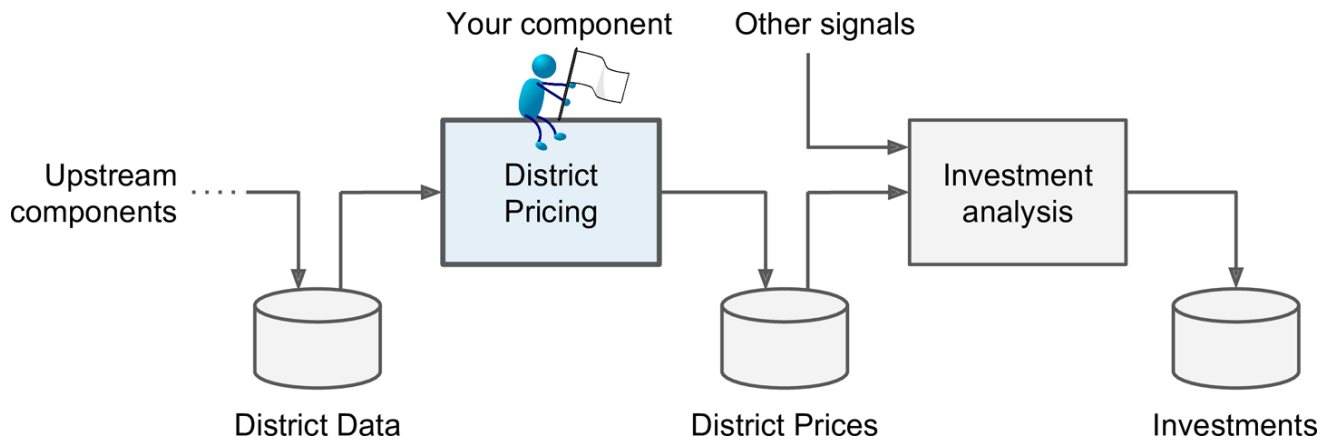 Your component
Other signals
Upstream
components
District
Pricing
Investment
analysis
District Data
District Prices
Investments